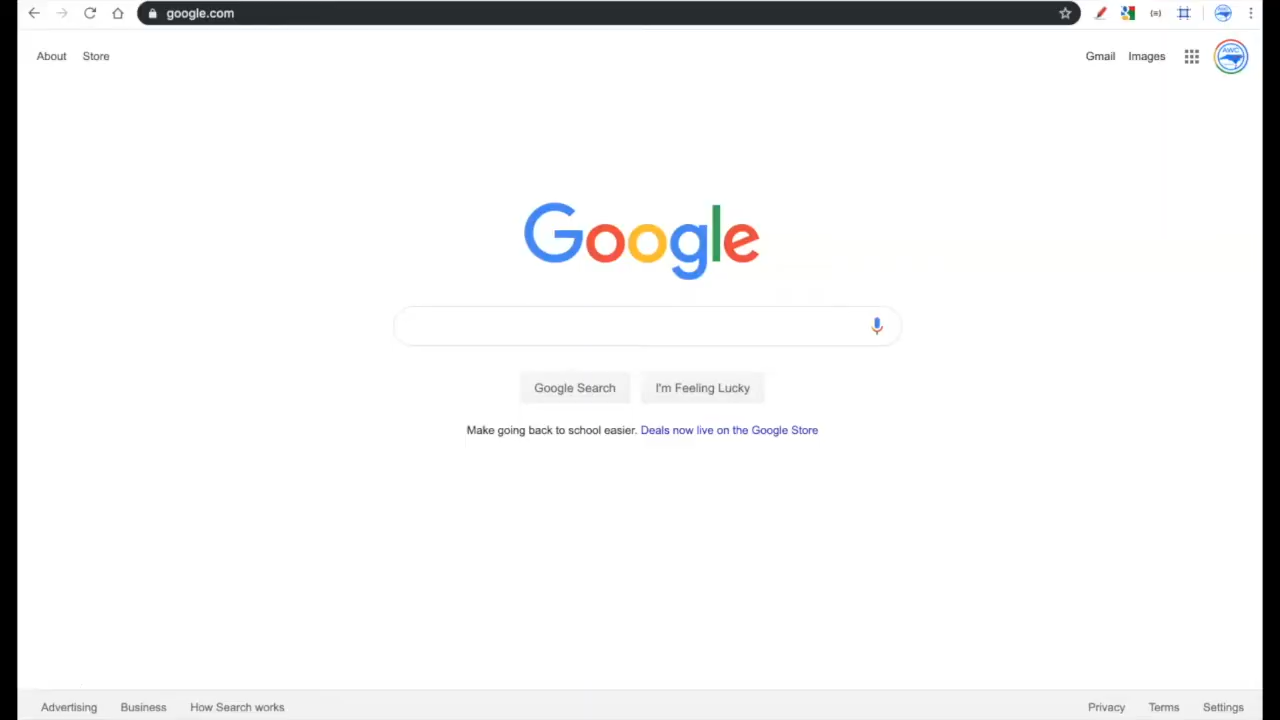 google.com
About Store Gmail Images
AWC
Google
Google Search I'm Feeling Lucky
Make going back to school easier. Deals now live on the Google Store
Advertising Business How Search works Privacy Terms Settings